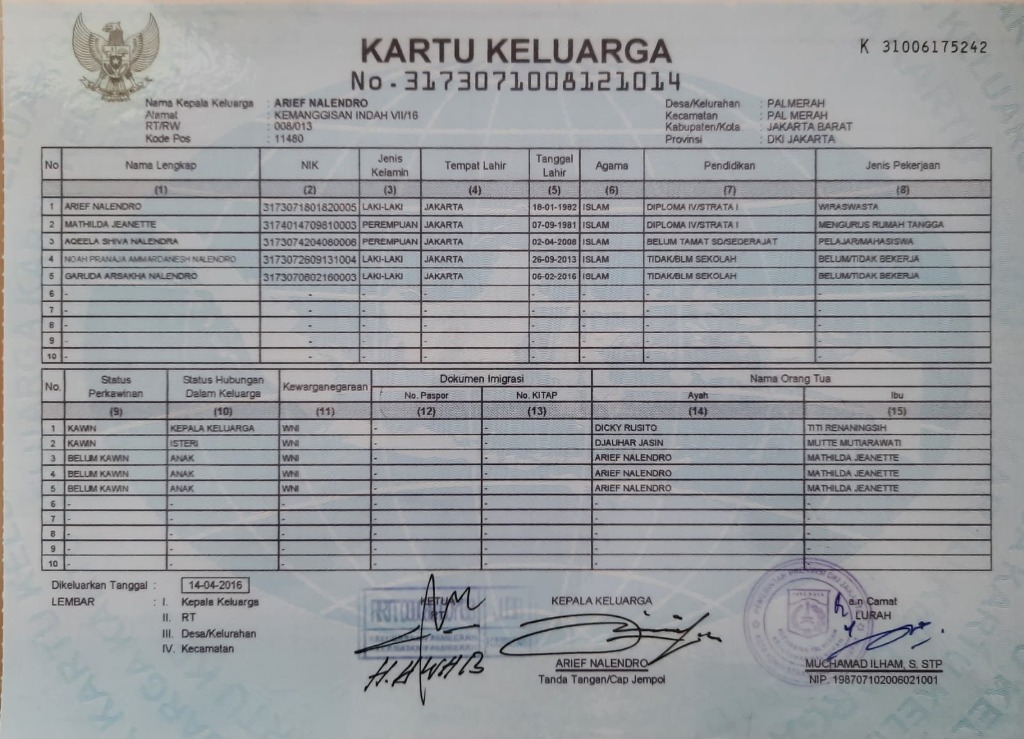 KARTU KELUARGA
K 31006175242
No. 3173071008121014
Nama Kepala Keluarga : ARIEF NALENDRO Desa/Kelurahan : PALMERAH
Alamat : KEMANGGISAN INDAH VII/16 Kecamatan : PAL MERAH
RT/RW : 008/013 Kabupaten/Kota : JAKARTA BARAT
Kode Pos : 11480 Provinsi : DKI JAKARTA
No Nama Lengkap NIK Jenis Kelamin Tempat Lahir Tanggal Lahir Agama Pendidikan Jenis Pekerjaan
(1) (2) (3) (4) (5) (6) (7) (8)
1 ARIEF NALENDRO 3173071801820005 LAKI-LAKI JAKARTA 18-01-1982 ISLAM DIPLOMA IV/STRATA I WIRASWASTA
2 MATHILDA JEANETTE 3174014709810003 PEREMPUAN JAKARTA 07-09-1981 ISLAM DIPLOMA IV/STRATA I MENGURUS RUMAH TANGGA
3 AQEELA SHIVA NALENDRA 3173074204080006 PEREMPUAN JAKARTA 02-04-2008 ISLAM BELUM TAMAT SD/SEDERAJAT PELAJAR/MAHASISWA
4 NOAH PRANAJA AMMARDANESH NALENDRO 3173072609131004 LAKI-LAKI JAKARTA 26-09-2013 ISLAM TIDAK/BLM SEKOLAH BELUM/TIDAK BEKERJA
5 GARUDA ARSAKHA NALENDRO 3173070602160003 LAKI-LAKI JAKARTA 06-02-2016 ISLAM TIDAK/BLM SEKOLAH BELUM/TIDAK BEKERJA
6 - - - - - - - -
7 - - - - - - - -
8 - - - - - - - -
9 - - - - - - - -
10 - - - - - - - -
No. Status Perkawinan Status Hubungan Dalam Keluarga Kewarganegaraan Dokumen Imigrasi Nama Orang Tua
No. Paspor No. KITAP Ayah Ibu
(9) (10) (11) (12) (13) (14) (15)
1 KAWIN KEPALA KELUARGA WNI - - DICKY RUSITO TITI RENANINGSIH
2 KAWIN ISTERI WNI - - DJAUHAR JASIN MUTTE MUTIARAWATI
3 BELUM KAWIN ANAK WNI - - ARIEF NALENDRO MATHILDA JEANETTE
4 BELUM KAWIN ANAK WNI - - ARIEF NALENDRO MATHILDA JEANETTE
5 BELUM KAWIN ANAK WNI - - ARIEF NALENDRO MATHILDA JEANETTE
6 - - - - - - -
7 - - - - - - -
8 - - - - - - -
9 - - - - - - -
10 - - - - - - -
Dikeluarkan Tanggal : 14-04-2016
LEMBAR : I. Kepala Keluarga
II. RT
III. Desa/Kelurahan
IV. Kecamatan
KETUA
H. AWHIB
KEPALA KELUARGA
ARIEF NALENDRO
Tanda Tangan/Cap Jempol
a.n Camat
LURAH
MUCHAMAD ILHAM, S. STP
NIP. 198707102006021001